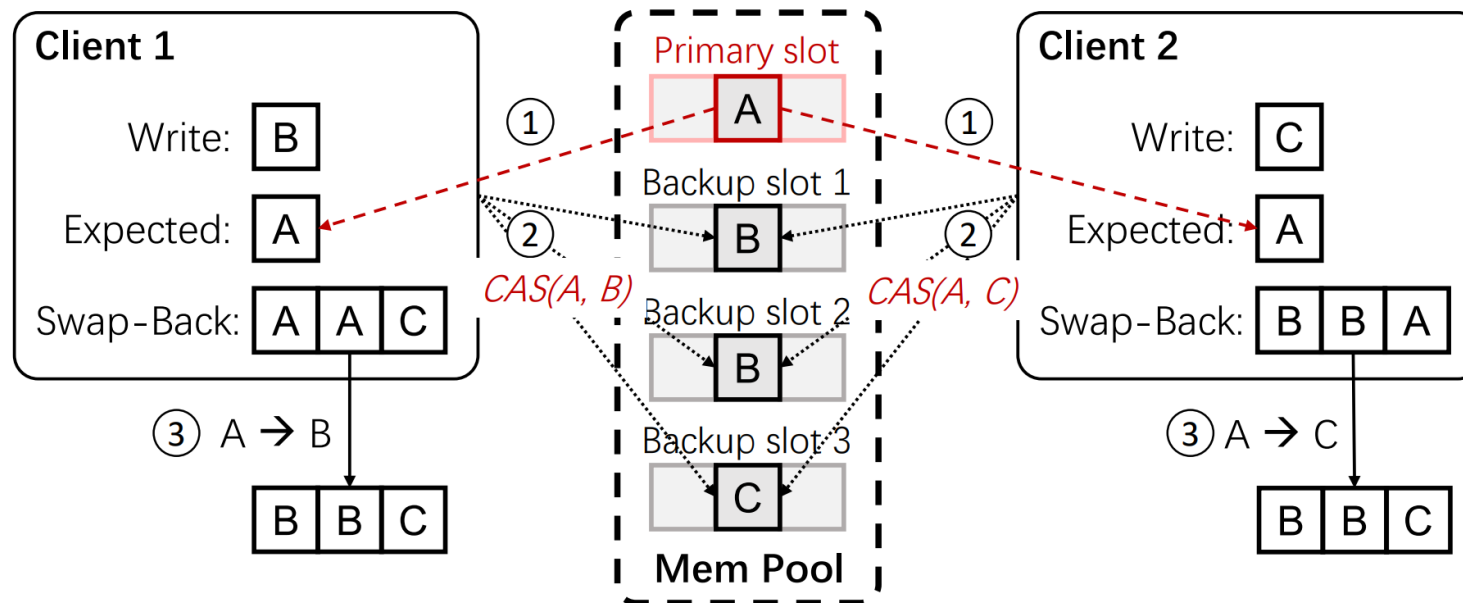 Client 1
Write: B
Expected: A
Swap-Back: A A C
③ A → B
B B C
①
②
CAS(A, B)
Primary slot
A
Backup slot 1
B
Backup slot 2
B
Backup slot 3
C
Mem Pool
①
②
CAS(A, C)
Client 2
Write: C
Expected: A
Swap-Back: B B A
③ A → C
B B C